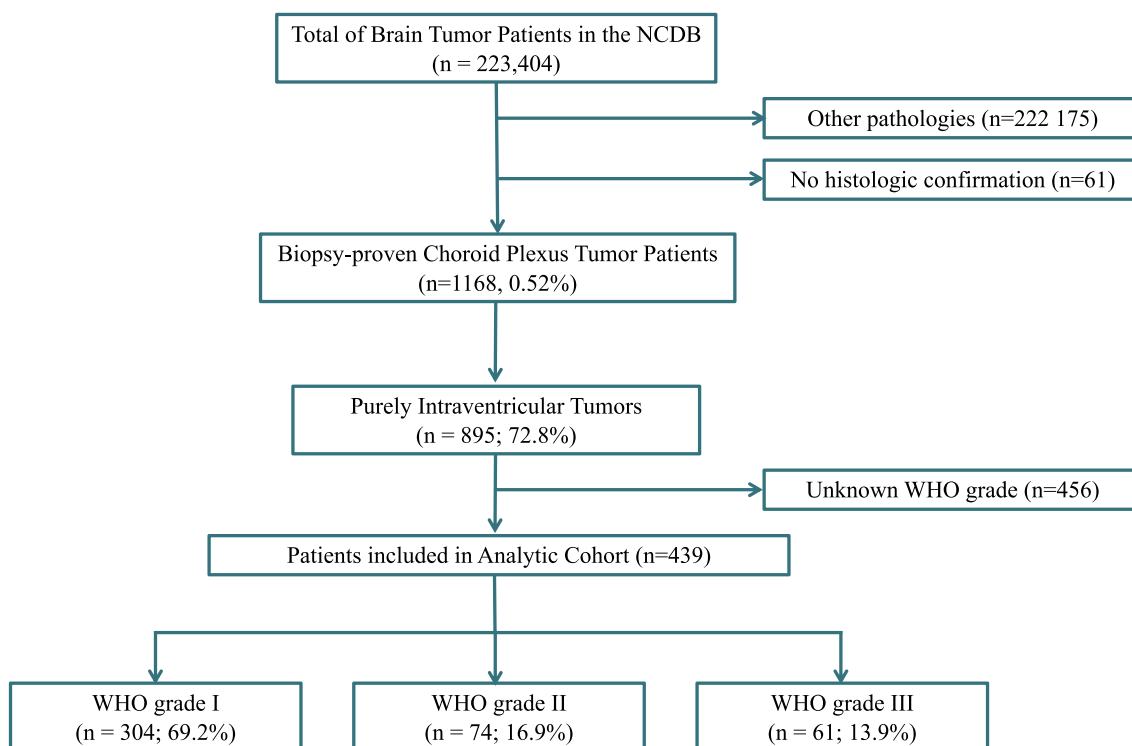 Total of Brain Tumor Patients in the NCDB
(n = 223,404)
Other pathologies (n=222 175)
No histologic confirmation (n=61)
Biopsy-proven Choroid Plexus Tumor Patients
(n=1168, 0.52%)
Purely Intraventricular Tumors
(n = 895; 72.8%)
Unknown WHO grade (n=456)
Patients included in Analytic Cohort (n=439)
WHO grade I
(n = 304; 69.2%)
WHO grade II
(n = 74; 16.9%)
WHO grade III
(n = 61; 13.9%)